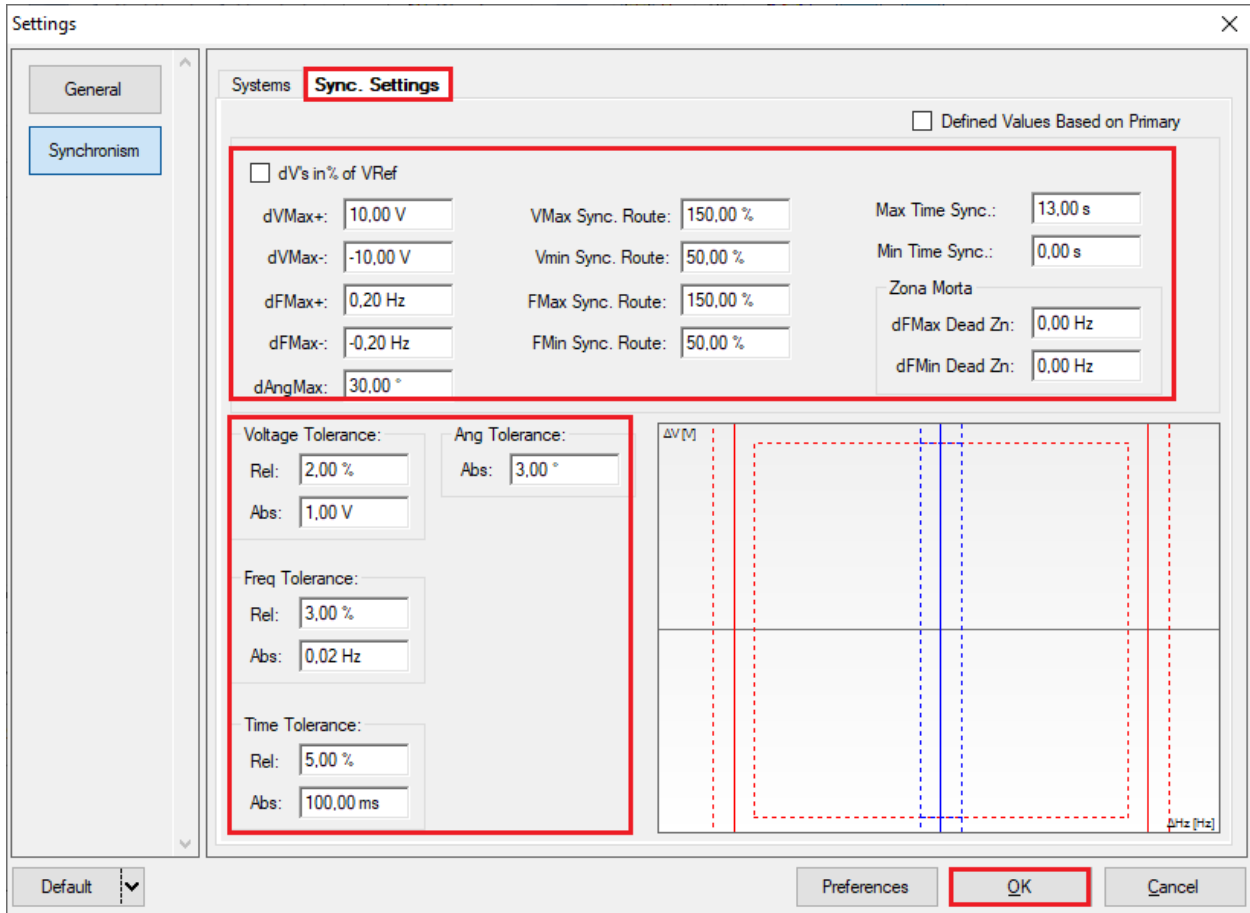 Settings
General
Synchronism
Systems
Sync. Settings
Defined Values Based on Primary
dV's in% of VRef
dVMax+: 10,00 V
dVMax-: -10,00 V
dFMax+: 0,20 Hz
dFMax-: -0,20 Hz
dAngMax: 30,00 °
VMax Sync. Route: 150,00 %
Vmin Sync. Route: 50,00 %
FMax Sync. Route: 150,00 %
FMin Sync. Route: 50,00 %
Max Time Sync.: 13,00 s
Min Time Sync.: 0,00 s
Zona Morta
dFMax Dead Zn: 0,00 Hz
dFMin Dead Zn: 0,00 Hz
Voltage Tolerance:
Rel: 2,00 %
Abs: 1,00 V
Ang Tolerance:
Abs: 3,00 °
Freq Tolerance:
Rel: 3,00 %
Abs: 0,02 Hz
Time Tolerance:
Rel: 5,00 %
Abs: 100,00 ms
ΔV [V]
ΔHz [Hz]
Default
Preferences
OK
Cancel